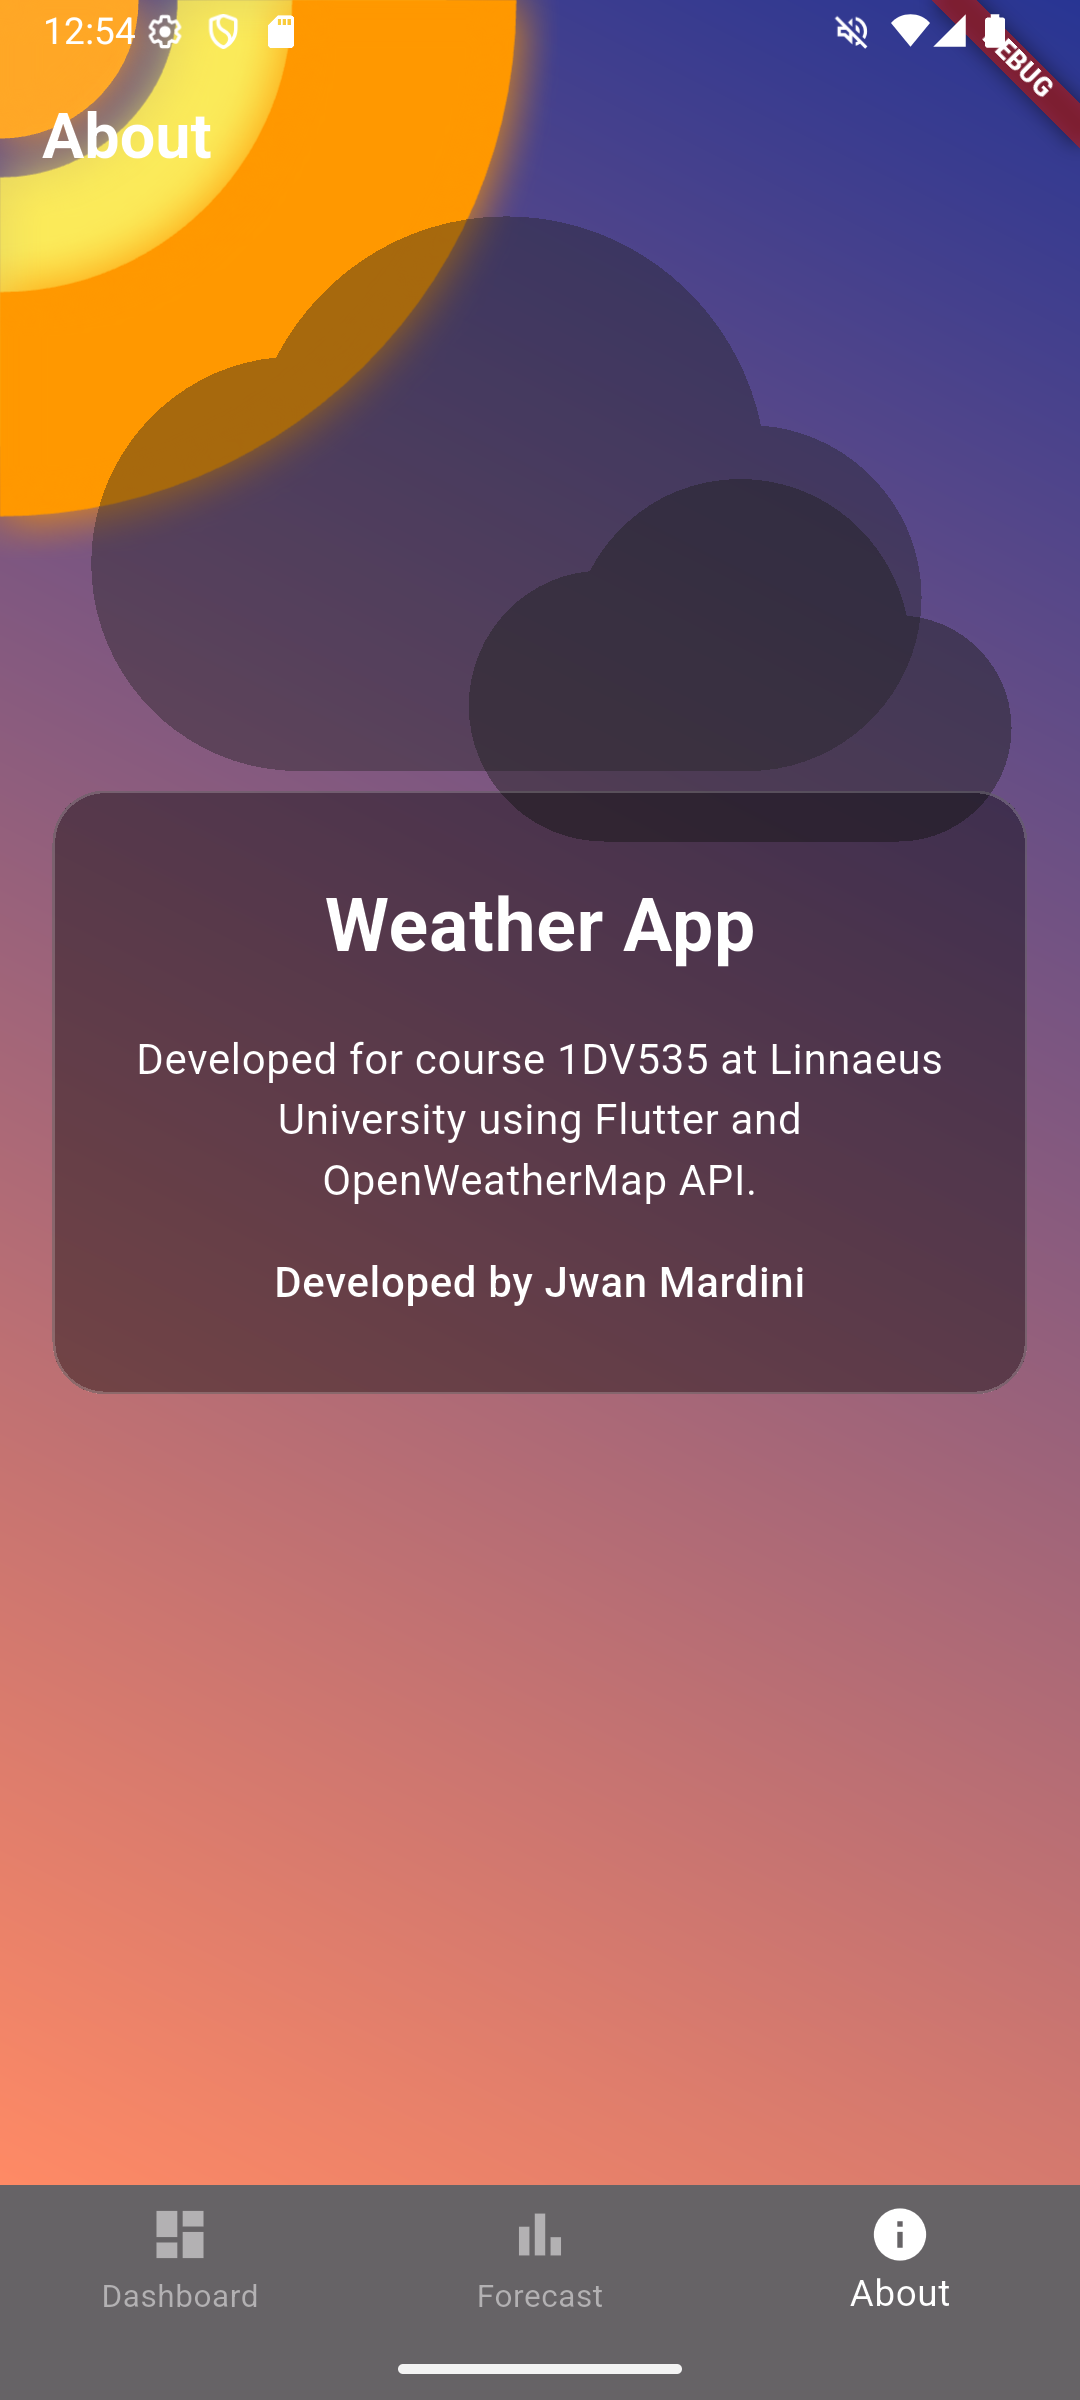 12:54
EBUG
About
Weather App
Developed for course 1DV535 at Linnaeus
University using Flutter and
OpenWeatherMap API.
Developed by Jwan Mardini
Dashboard
Forecast
About